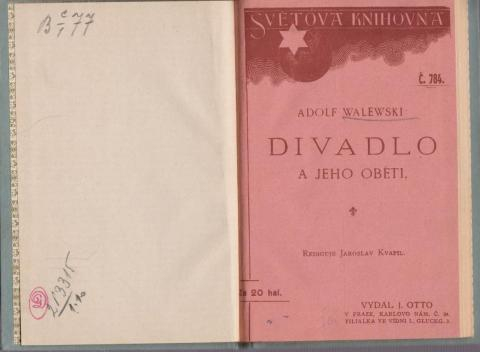 SVĚTOVÁ KNIHOVNA
Č. 784.
ADOLF WALEWSKI
DIVADLO
A JEHO OBĚTI.
REDIGUJE JAROSLAV KVAPIL.
Za 20 hal.
VYDAL J. OTTO
V PRAZE, KARLOVO NÁM. Č. 34.
FILIALKA VE VÍDNI I., GLUCKG. 3.